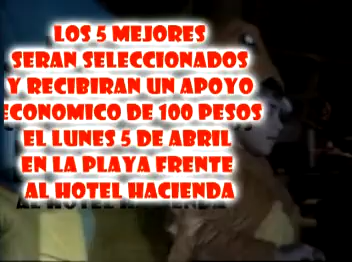 LOS 5 MEJORES
SERAN SELECCIONADOS
Y RECIBIRAN UN APOYO
ECONOMICO DE 100 PESOS
EL LUNES 5 DE ABRIL
EN LA PLAYA FRENTE
AL HOTEL HACIENDA